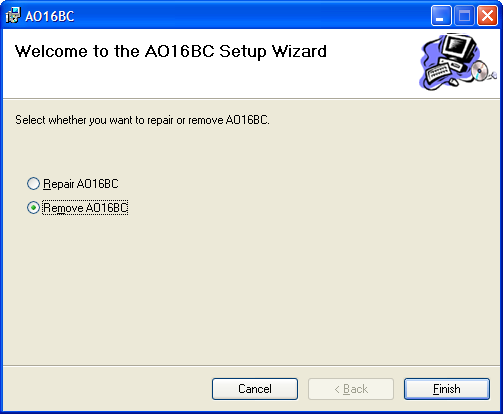 AO16BC
Welcome to the AO16BC Setup Wizard
Select whether you want to repair or remove AO16BC.
Repair AO16BC
Remove AO16BC
Cancel
< Back
Finish